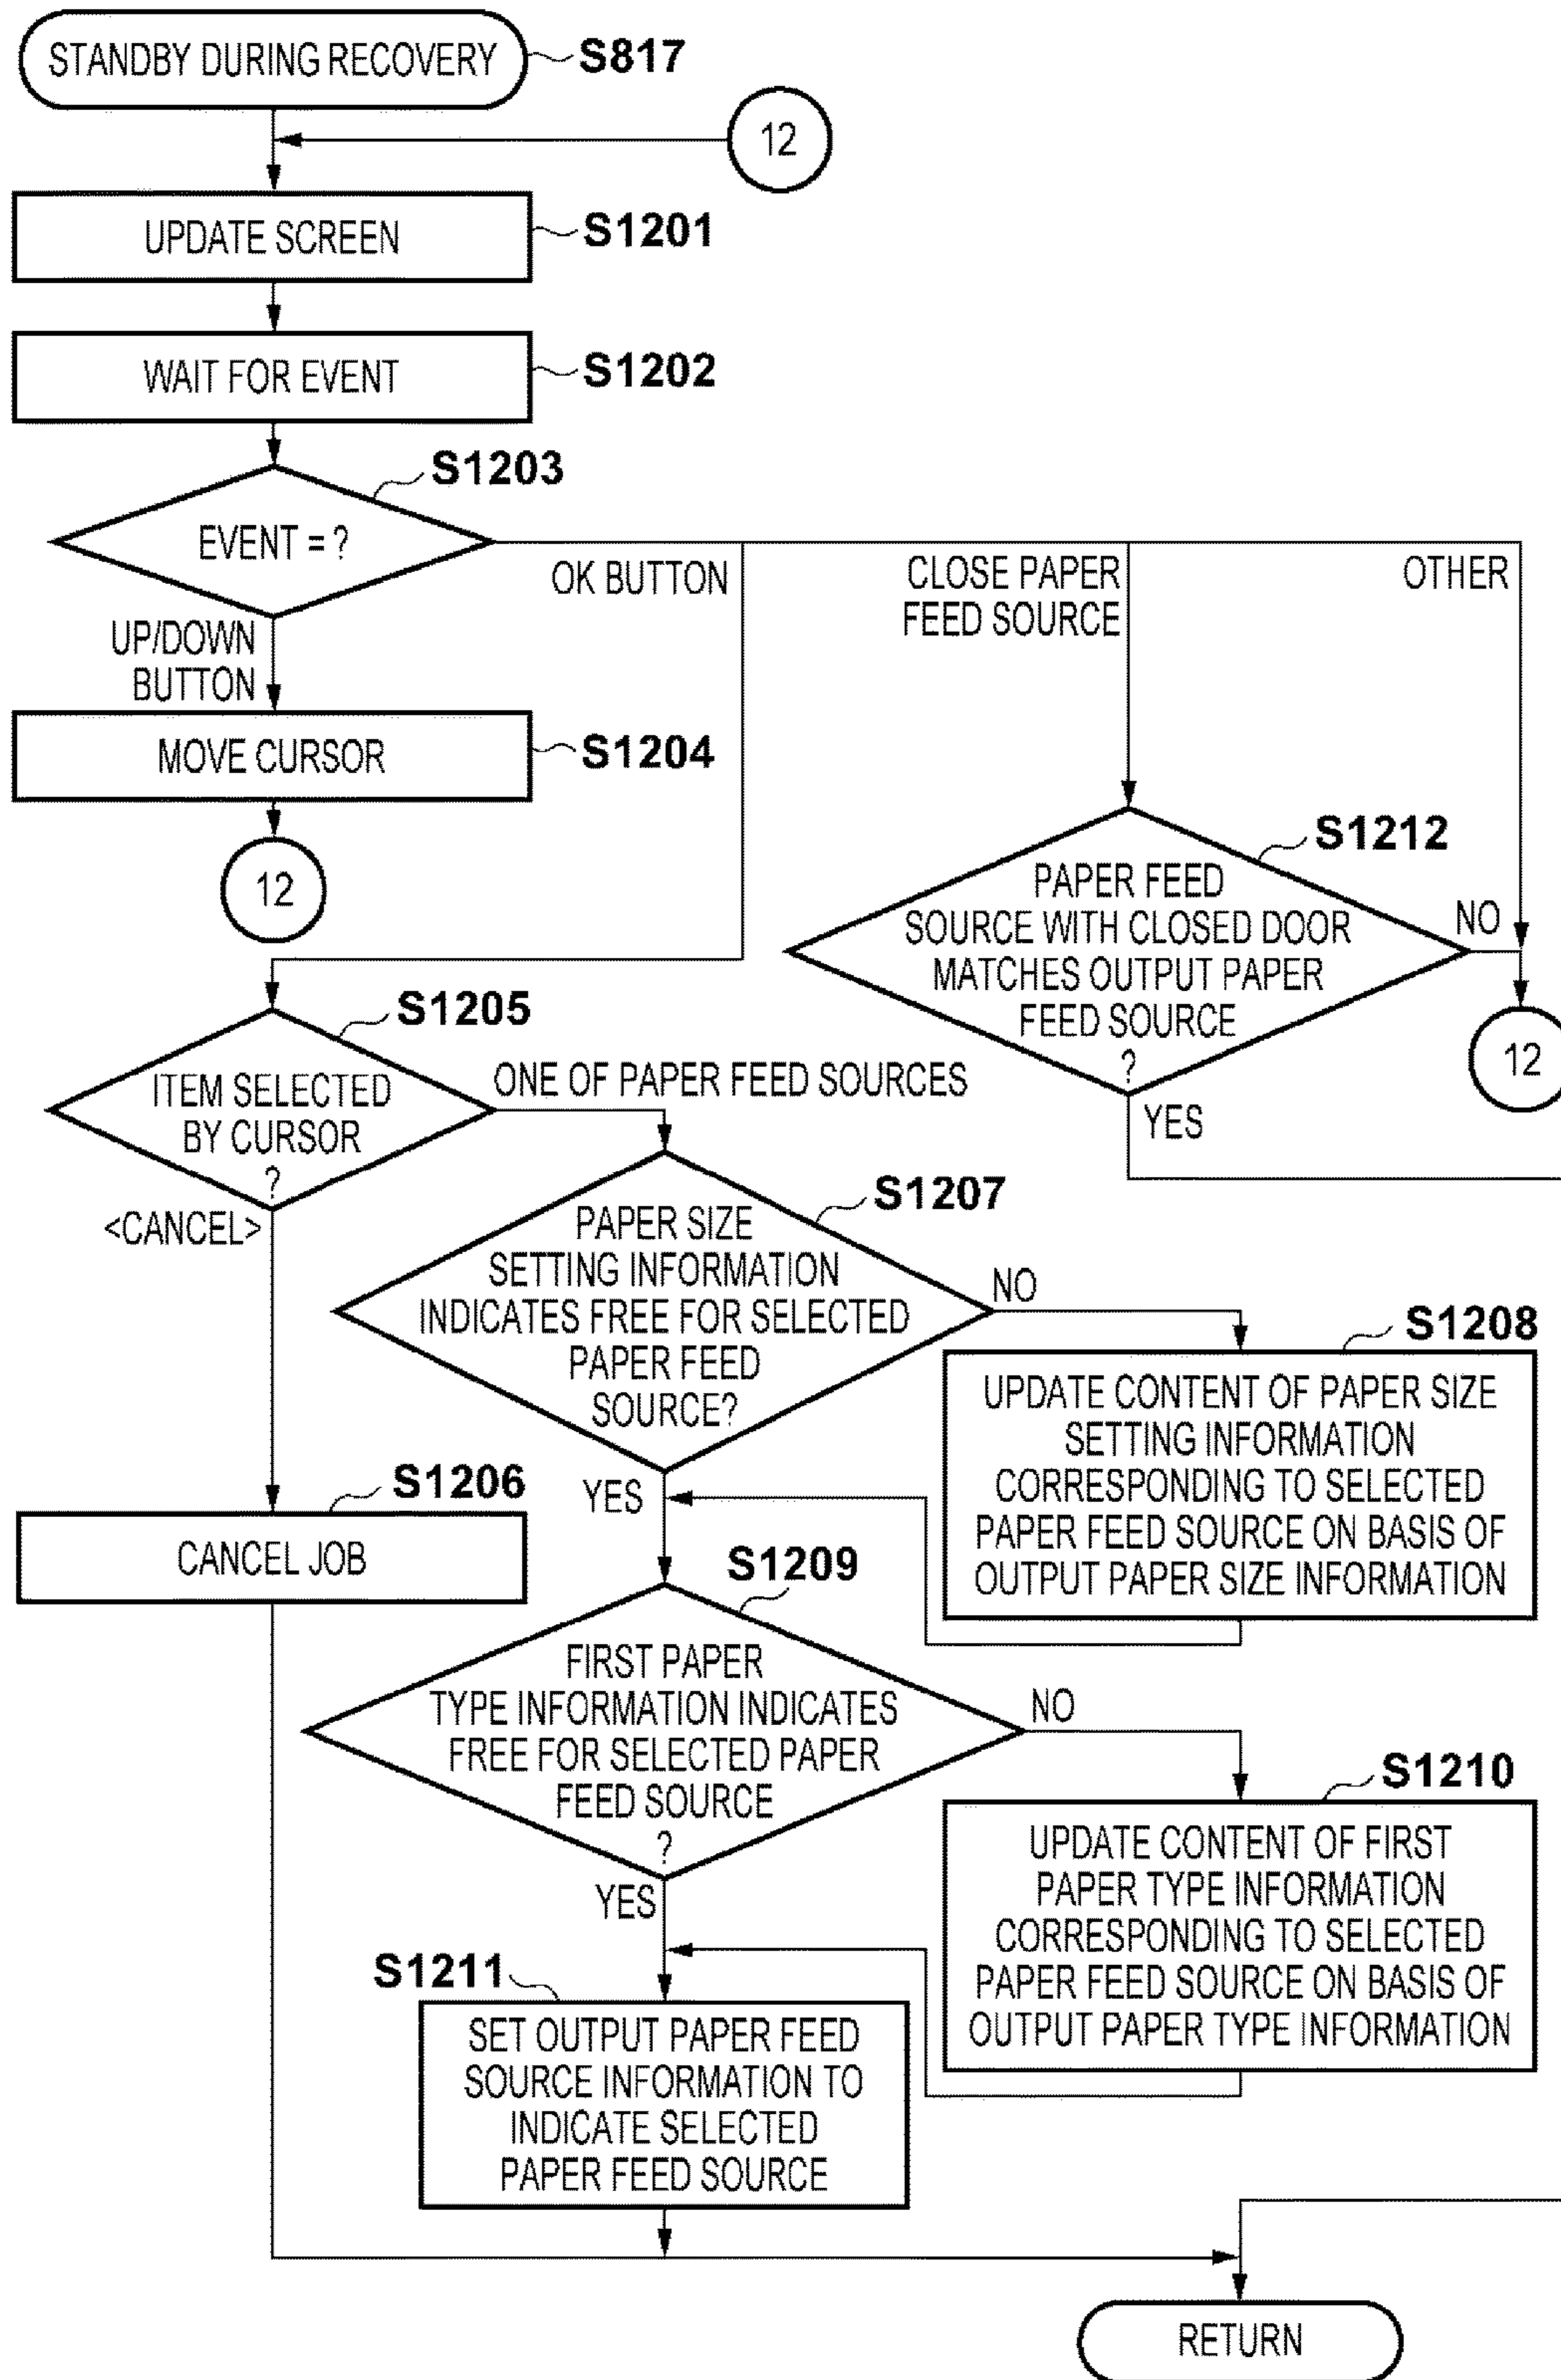 STANDBY DURING RECOVERY
S817
12
UPDATE SCREEN
S1201
WAIT FOR EVENT
S1202
S1203
EVENT = ?
OK BUTTON
CLOSE PAPER
FEED SOURCE
OTHER
UP/DOWN
BUTTON
MOVE CURSOR
S1204
12
S1212
PAPER FEED
SOURCE WITH CLOSED DOOR
MATCHES OUTPUT PAPER
FEED SOURCE
?
NO
12
YES
S1205
ITEM SELECTED
BY CURSOR
?
ONE OF PAPER FEED SOURCES
<CANCEL>
S1207
PAPER SIZE
SETTING INFORMATION
INDICATES FREE FOR SELECTED
PAPER FEED
SOURCE?
NO
S1208
UPDATE CONTENT OF PAPER SIZE
SETTING INFORMATION
CORRESPONDING TO SELECTED
PAPER FEED SOURCE ON BASIS OF
OUTPUT PAPER SIZE INFORMATION
YES
S1206
CANCEL JOB
S1209
FIRST PAPER
TYPE INFORMATION INDICATES
FREE FOR SELECTED PAPER
FEED SOURCE
?
NO
S1210
UPDATE CONTENT OF FIRST
PAPER TYPE INFORMATION
CORRESPONDING TO SELECTED
PAPER FEED SOURCE ON BASIS OF
OUTPUT PAPER TYPE INFORMATION
YES
S1211
SET OUTPUT PAPER FEED
SOURCE INFORMATION TO
INDICATE SELECTED
PAPER FEED SOURCE
RETURN